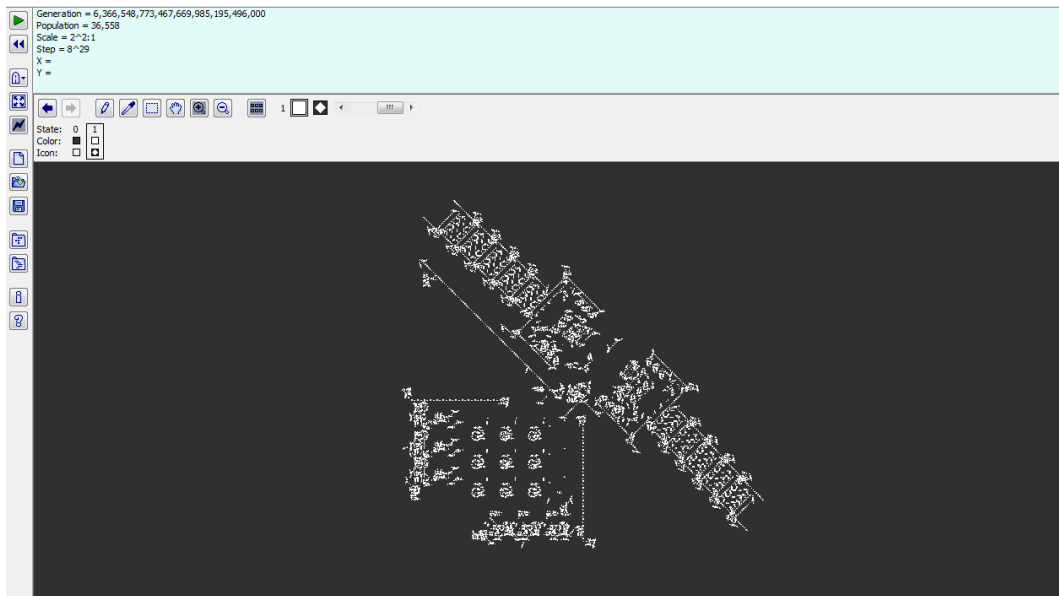 Generation = 6,366,548,773,467,669,985,195,496,000
Population = 36,558
Scale = 2^2:1
Step = 8^29
X =
Y =
1
State: 0 1
Color:
Icon: